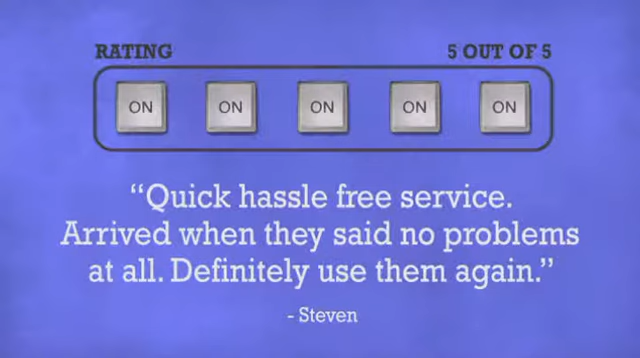 RATING 5 OUT OF 5
ON ON ON ON ON
“Quick hassle free service.
Arrived when they said no problems
at all. Definitely use them again.”
- Steven